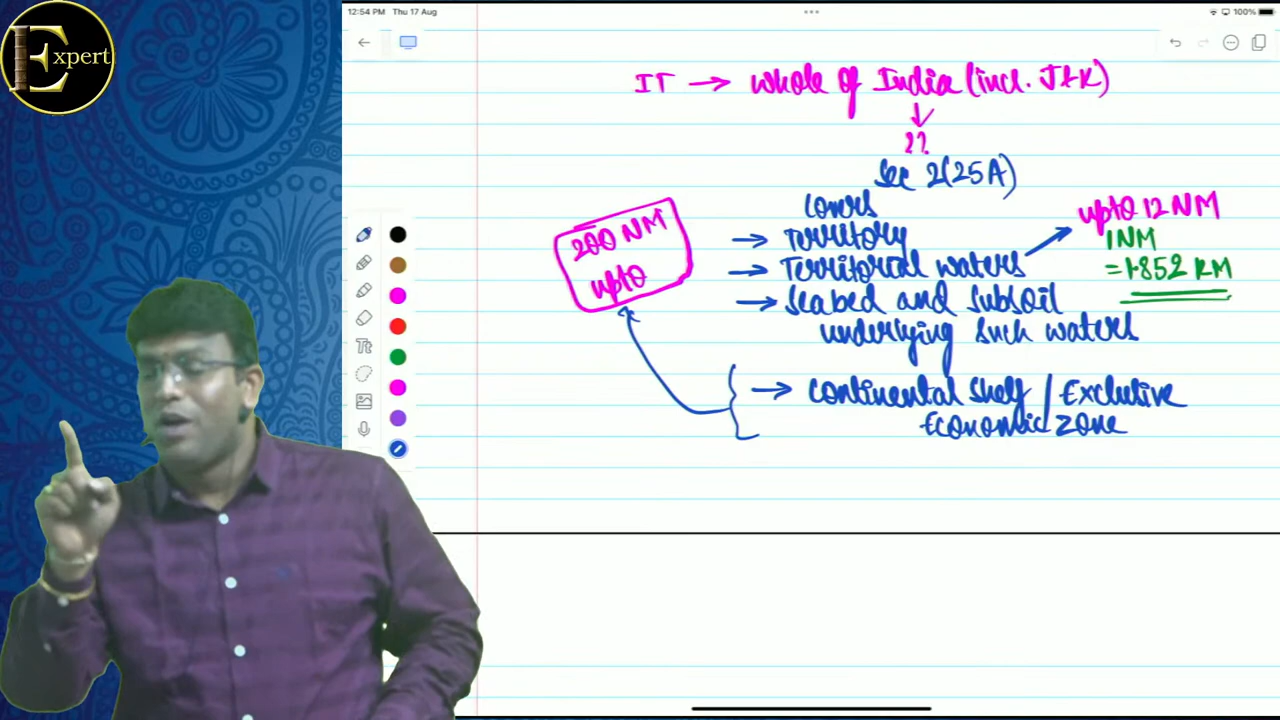 Expert
12:54 PM Thu 17 Aug
100%
IT → whole of India (incl. J&K)
↓
??
Sec 2(25A)
covers
→ Territory
→ Territorial waters
upto 12 NM
1NM
= 1.852 KM
→ Seabed and Subsoil
underlying such waters
200 NM
upto
→ Continental Shelf / Exclusive
Economic Zone
Tt